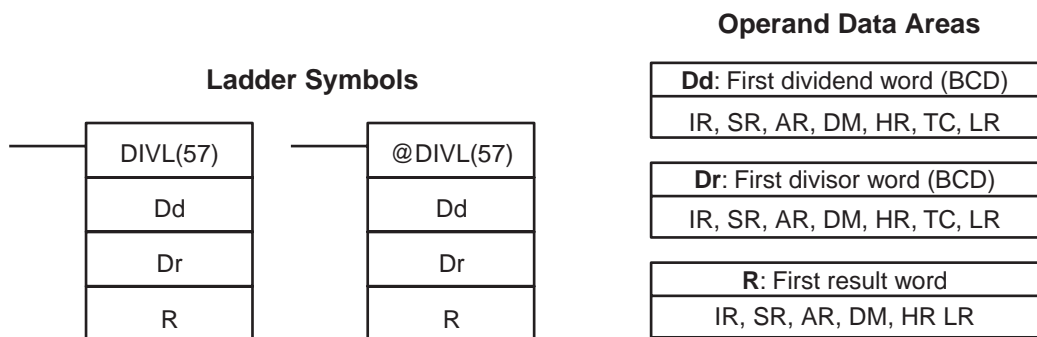 Ladder Symbols
DIVL(57)
Dd
Dr
R
@DIVL(57)
Dd
Dr
R
Operand Data Areas
Dd: First dividend word (BCD)
IR, SR, AR, DM, HR, TC, LR
Dr: First divisor word (BCD)
IR, SR, AR, DM, HR, TC, LR
R: First result word
IR, SR, AR, DM, HR LR